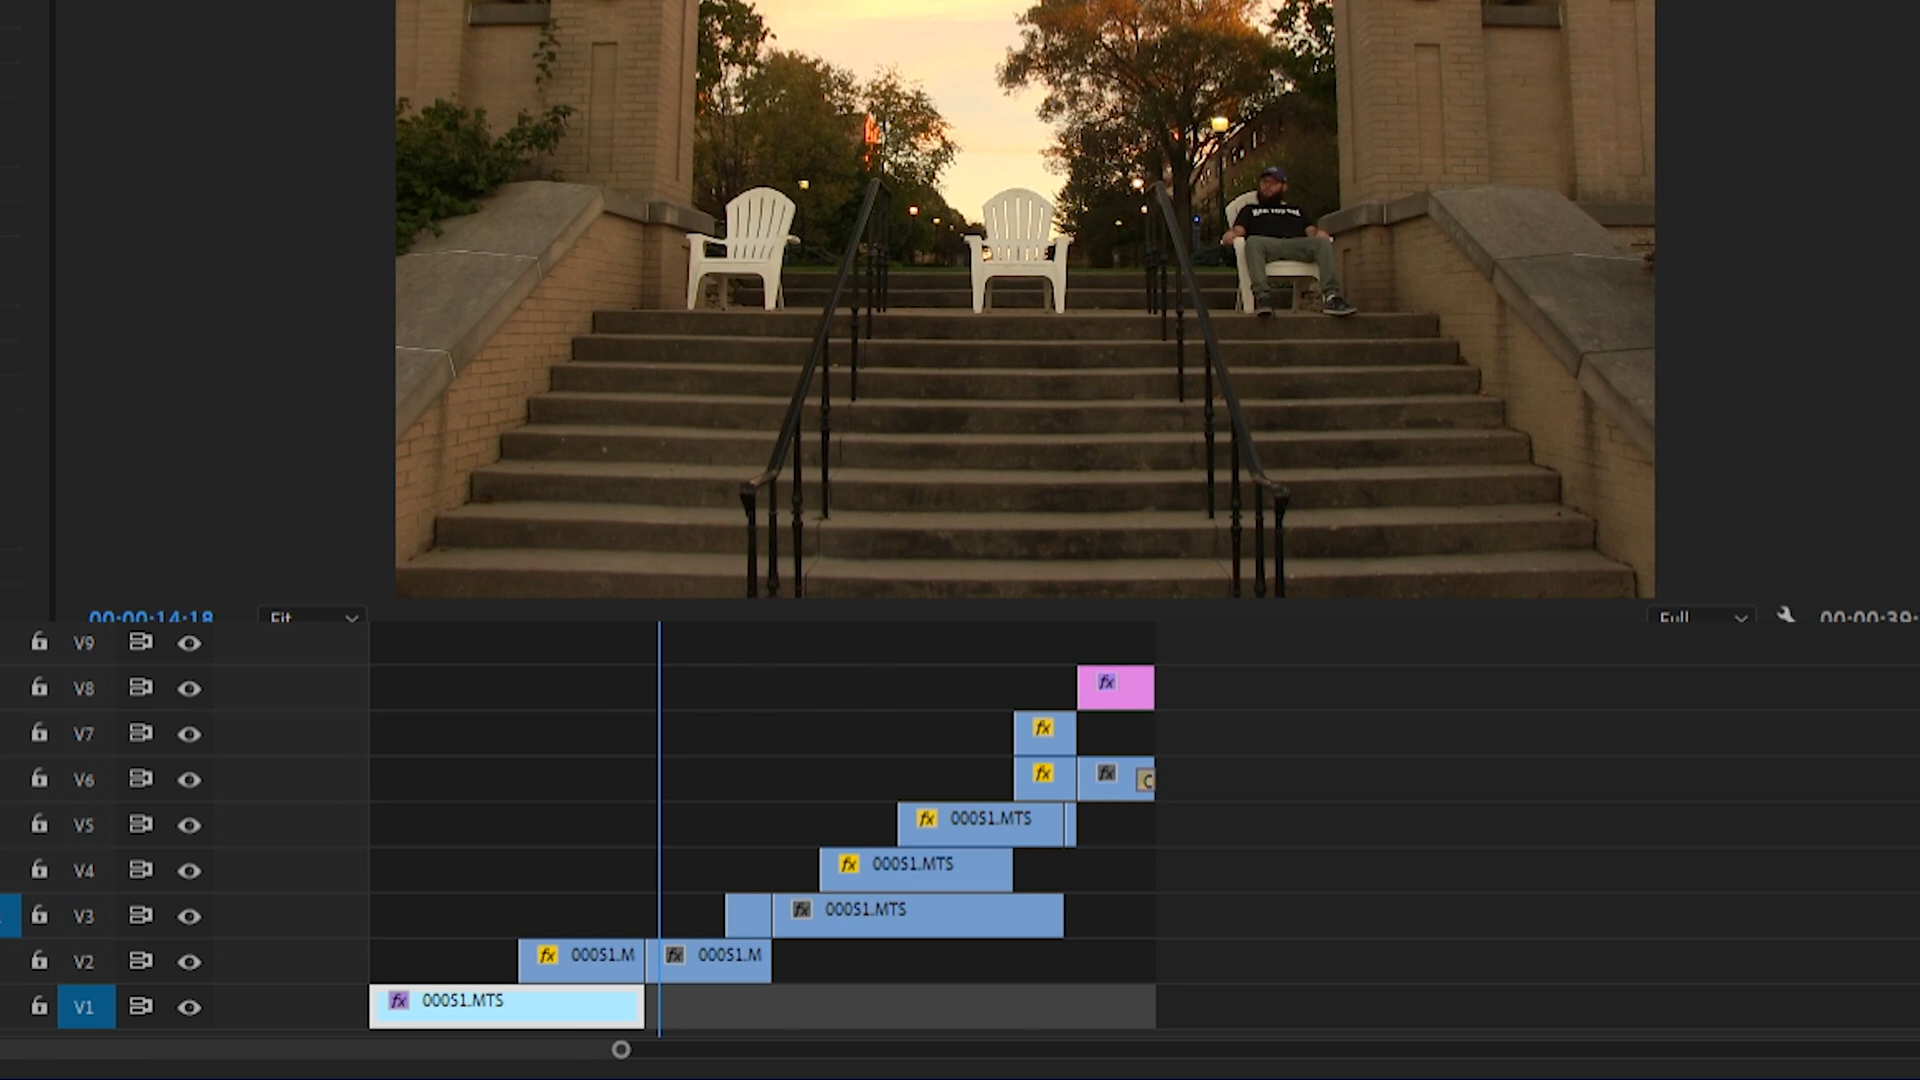 00:00:14:18 Fit Full 00:00:39:
V9
V8 fx
V7 fx
V6 fx C
V5 fx 00051.MTS
V4 fx 00051.MTS
V3 fx 00051.MTS
V2 fx 00051.M fx 00051.M
V1 fx 00051.MTS